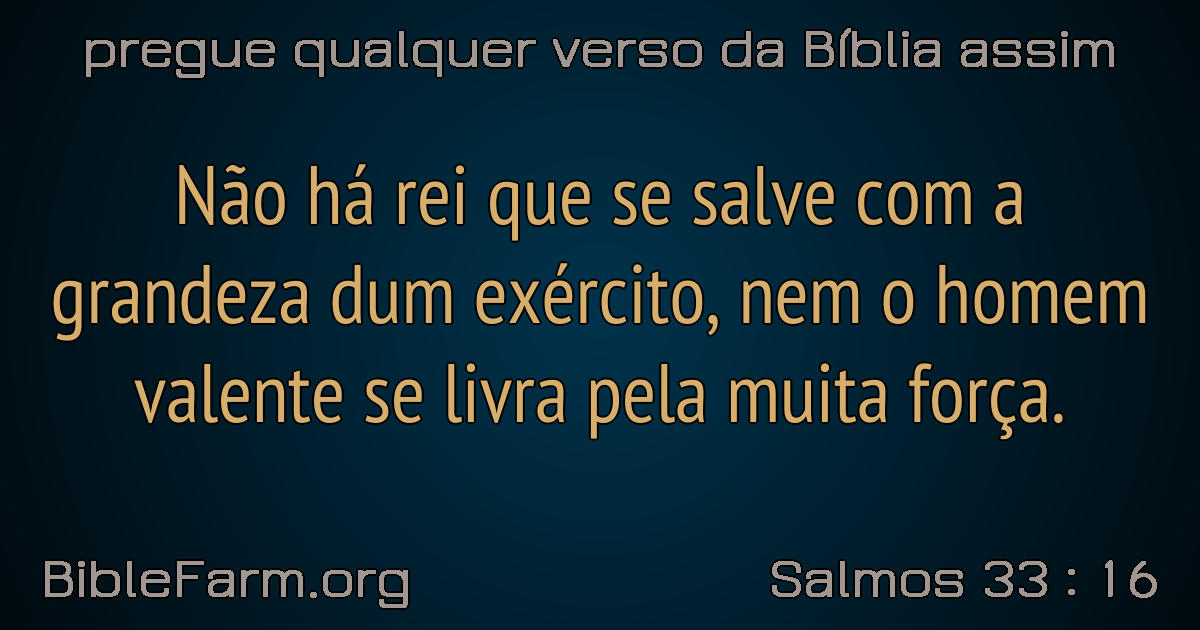 pregue qualquer verso da Bíblia assim
Não há rei que se salve com a
grandeza dum exército, nem o homem
valente se livra pela muita força.
BibleFarm.org
Salmos 33 : 16